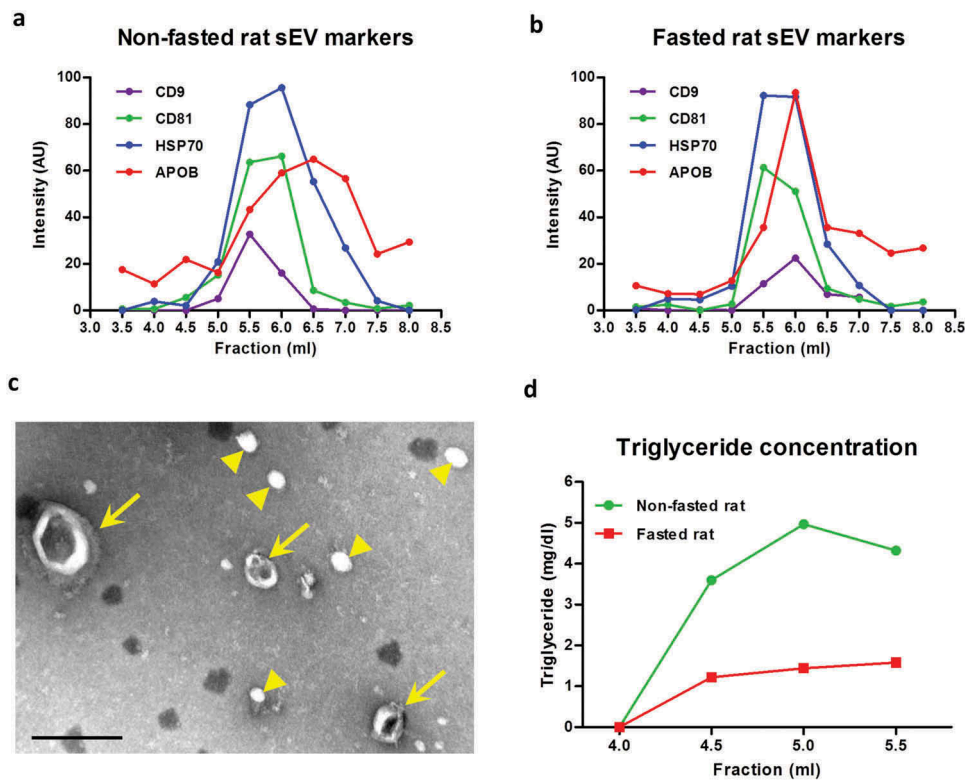 a
Non-fasted rat sEV markers
CD9
CD81
HSP70
APOB
Intensity (AU)
100
80
60
40
20
0
3.0 3.5 4.0 4.5 5.0 5.5 6.0 6.5 7.0 7.5 8.0 8.5
Fraction (ml)
b
Fasted rat sEV markers
CD9
CD81
HSP70
APOB
Intensity (AU)
100
80
60
40
20
0
3.0 3.5 4.0 4.5 5.0 5.5 6.0 6.5 7.0 7.5 8.0 8.5
Fraction (ml)
c
d
Triglyceride concentration
Non-fasted rat
Fasted rat
Triglyceride (mg/dl)
6
5
4
3
2
1
0
4.0 4.5 5.0 5.5
Fraction (ml)